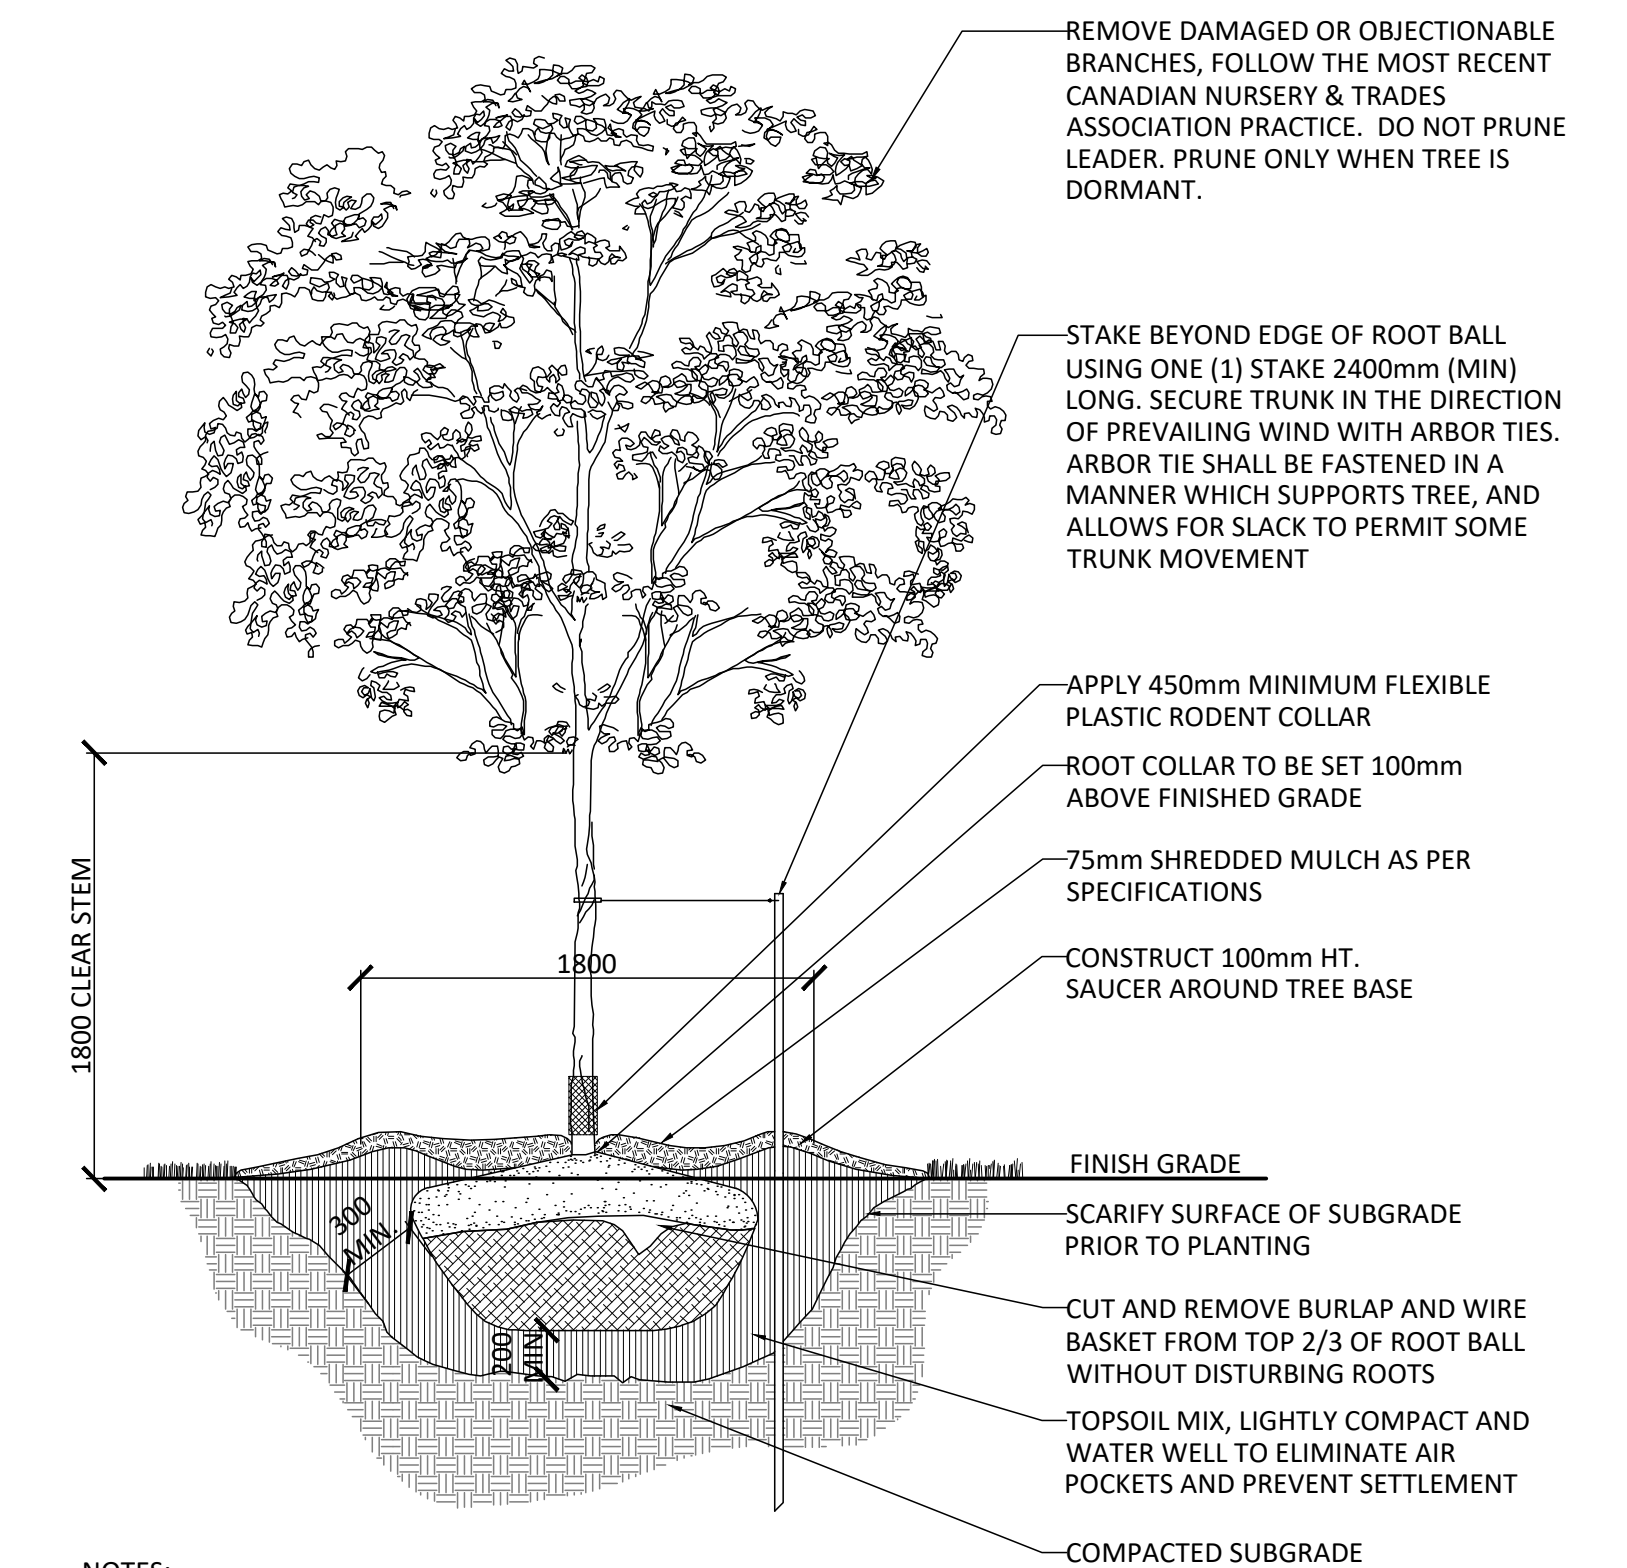 REMOVE DAMAGED OR OBJECTIONABLE
BRANCHES, FOLLOW THE MOST RECENT
CANADIAN NURSERY & TRADES
ASSOCIATION PRACTICE.  DO NOT PRUNE
LEADER. PRUNE ONLY WHEN TREE IS
DORMANT.
STAKE BEYOND EDGE OF ROOT BALL
USING ONE (1) STAKE 2400mm (MIN)
LONG. SECURE TRUNK IN THE DIRECTION
OF PREVAILING WIND WITH ARBOR TIES.
ARBOR TIE SHALL BE FASTENED IN A
MANNER WHICH SUPPORTS TREE, AND
ALLOWS FOR SLACK TO PERMIT SOME
TRUNK MOVEMENT
APPLY 450mm MINIMUM FLEXIBLE
PLASTIC RODENT COLLAR
ROOT COLLAR TO BE SET 100mm
ABOVE FINISHED GRADE
75mm SHREDDED MULCH AS PER
SPECIFICATIONS
CONSTRUCT 100mm HT.
SAUCER AROUND TREE BASE
1800 CLEAR STEM
1800
FINISH GRADE
300
MIN.
200
MIN.
SCARIFY SURFACE OF SUBGRADE
PRIOR TO PLANTING
CUT AND REMOVE BURLAP AND WIRE
BASKET FROM TOP 2/3 OF ROOT BALL
WITHOUT DISTURBING ROOTS
TOPSOIL MIX, LIGHTLY COMPACT AND
WATER WELL TO ELIMINATE AIR
POCKETS AND PREVENT SETTLEMENT
COMPACTED SUBGRADE
NOTES: